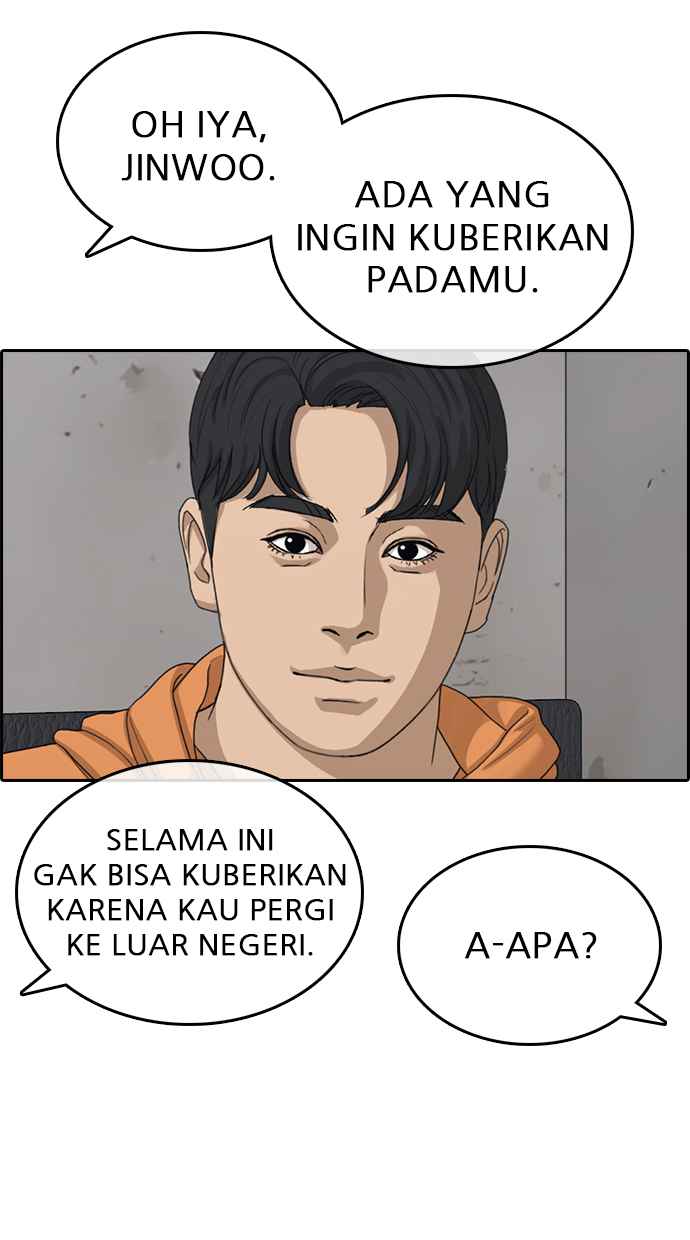 OH IYA,
JINWOO.
ADA YANG
INGIN KUBERIKAN
PADAMU.
SELAMA INI
GAK BISA KUBERIKAN
KARENA KAU PERGI
KE LUAR NEGERI.
A-APA?